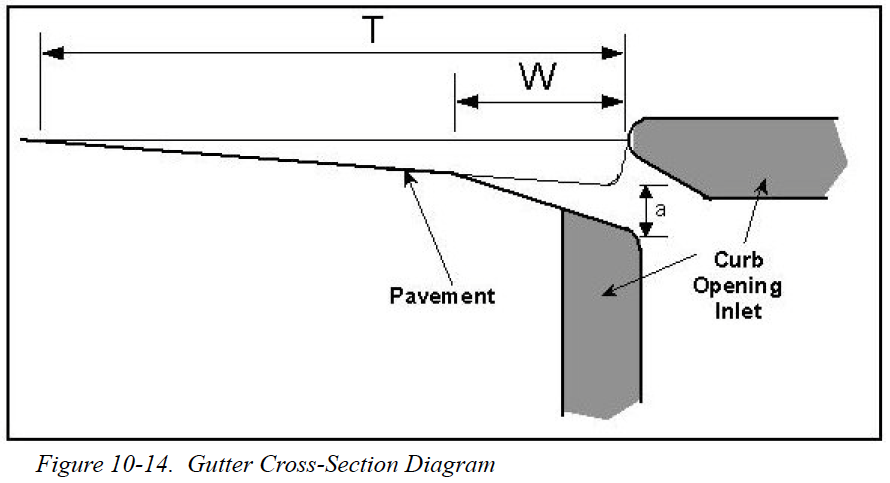 T
W
a
Pavement
Curb
Opening
Inlet
Figure 10-14. Gutter Cross-Section Diagram